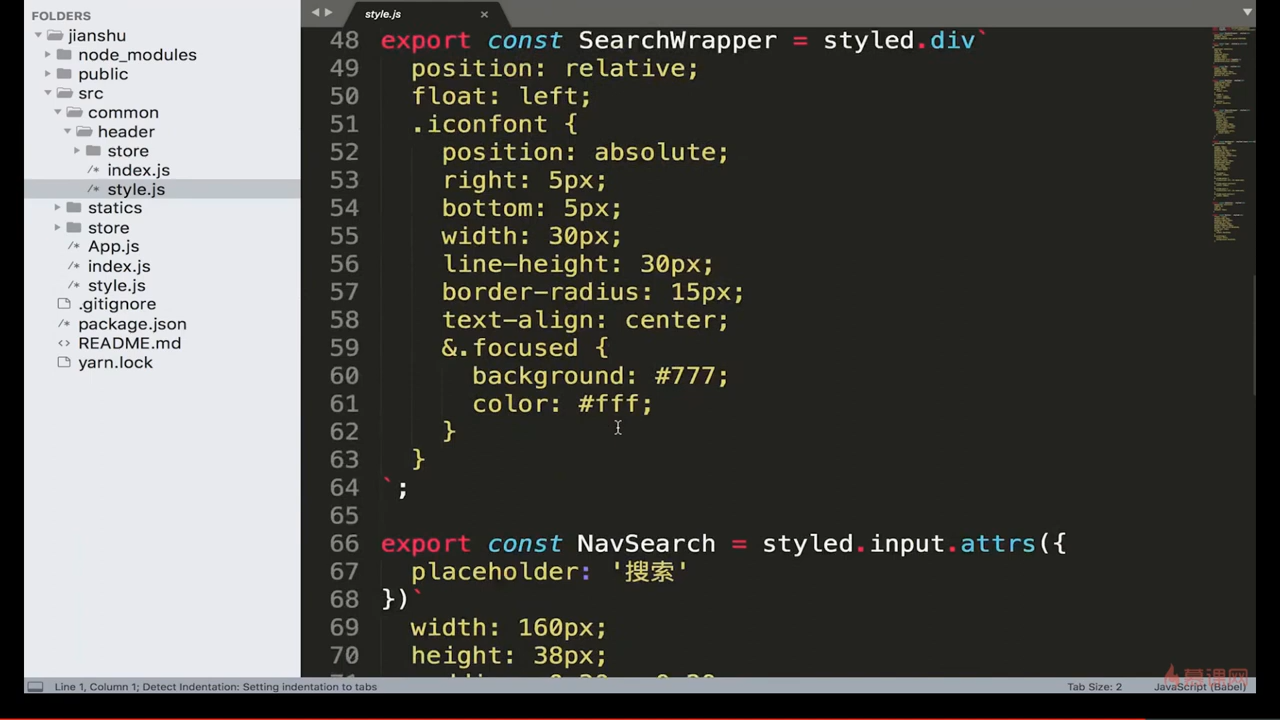 FOLDERS
jianshu
node_modules
public
src
common
header
store
index.js
style.js
statics
store
App.js
index.js
style.js
.gitignore
package.json
README.md
yarn.lock
style.js
48 export const SearchWrapper = styled.div`
49 position: relative;
50 float: left;
51 .iconfont {
52 position: absolute;
53 right: 5px;
54 bottom: 5px;
55 width: 30px;
56 line-height: 30px;
57 border-radius: 15px;
58 text-align: center;
59 &.focused {
60 background: #777;
61 color: #fff;
62 }
63 }
64 `;
65
66 export const NavSearch = styled.input.attrs({
67 placeholder: '搜索'
68 })`
69 width: 160px;
70 height: 38px;
Line 1, Column 1; Detect Indentation: Setting indentation to tabs
Tab Size: 2
JavaScript (Babel)
慕课网